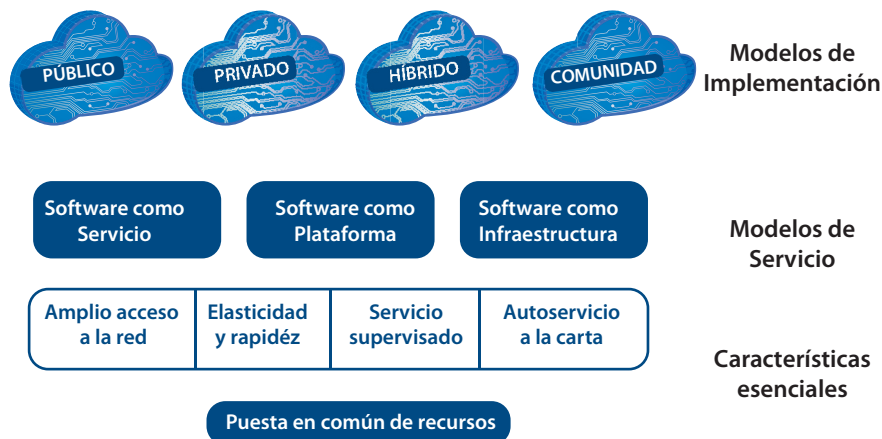 PÚBLICO
PRIVADO
HÍBRIDO
COMUNIDAD
Modelos de
Implementación
Software como
Servicio
Software como
Plataforma
Software como
Infraestructura
Modelos de
Servicio
Amplio acceso
a la red
Elasticidad
y rapidéz
Servicio
supervisado
Autoservicio
a la carta
Características
esenciales
Puesta en común de recursos